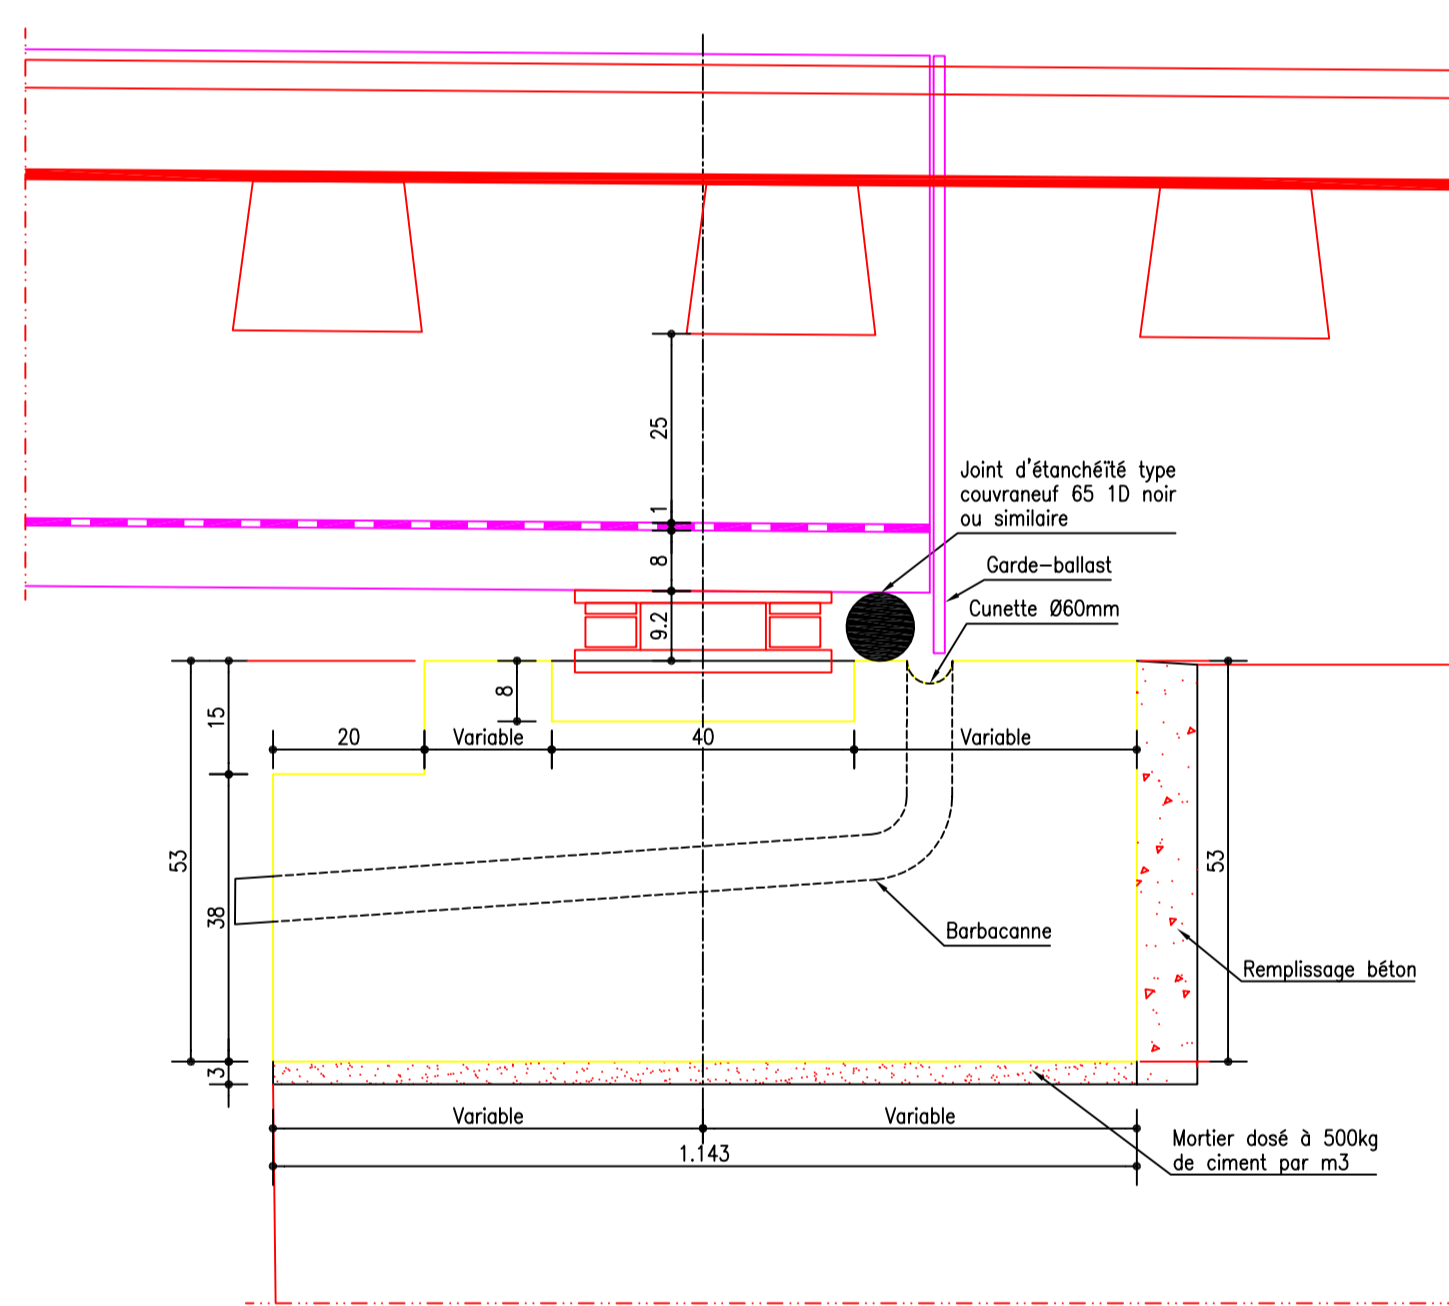 25
1
8
9.2
Joint d'étanchéïté type
couvraneuf 65 1D noir
ou similaire
Garde-ballast
Cunette Ø60mm
8
15
20
Variable
40
Variable
53
38
53
Barbacanne
Remplissage béton
3
Variable
Variable
1.143
Mortier dosé à 500kg
de ciment par m3